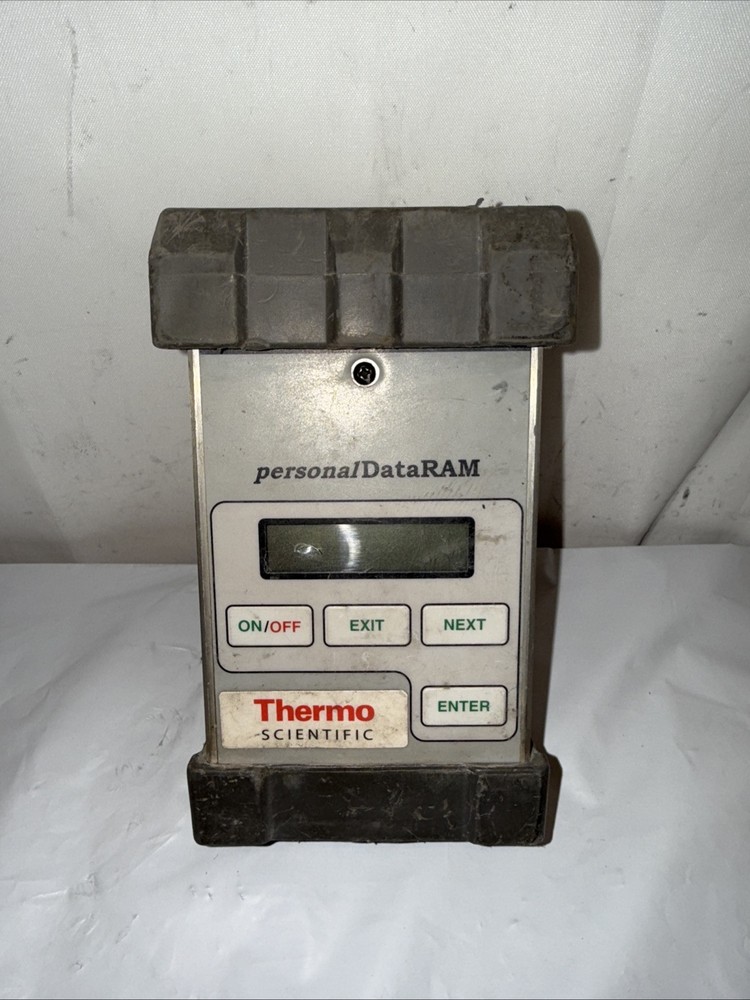 personalDataRAM
ON/OFF EXIT NEXT
ENTER
Thermo
SCIENTIFIC